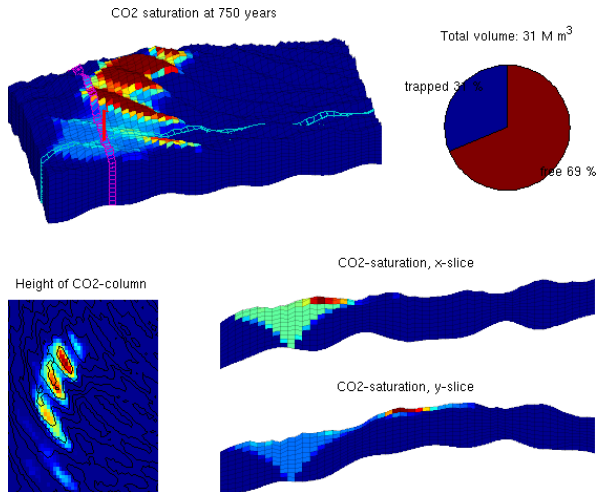 CO2 saturation at 750 years
Total volume: 31 M m³
trapped 31 %
free 69 %
Height of CO2-column
CO2-saturation, x-slice
CO2-saturation, y-slice